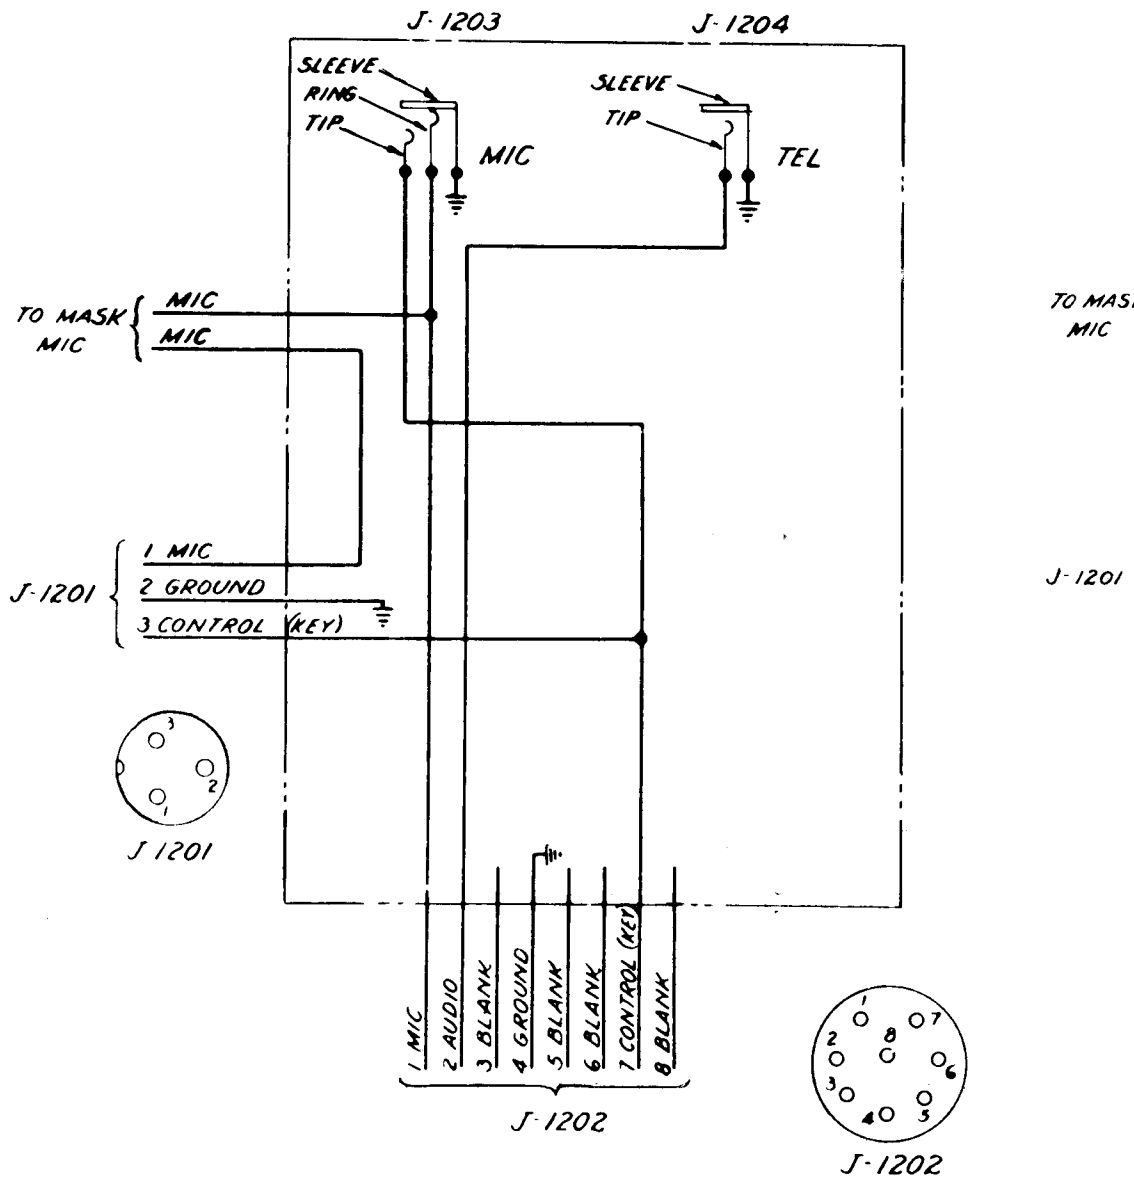 J-1203
J-1204
SLEEVE
RING
TIP
MIC
SLEEVE
TIP
TEL
TO MASK
MIC
MIC
MIC
TO MASK
MIC
J-1201
1 MIC
2 GROUND
3 CONTROL (KEY)
J-1201
3
2
1
J 1201
1 MIC
2 AUDIO
3 BLANK
4 GROUND
5 BLANK
6 BLANK
7 CONTROL (KEY)
8 BLANK
J-1202
1
7
2
8
6
3
4
5
J-1202